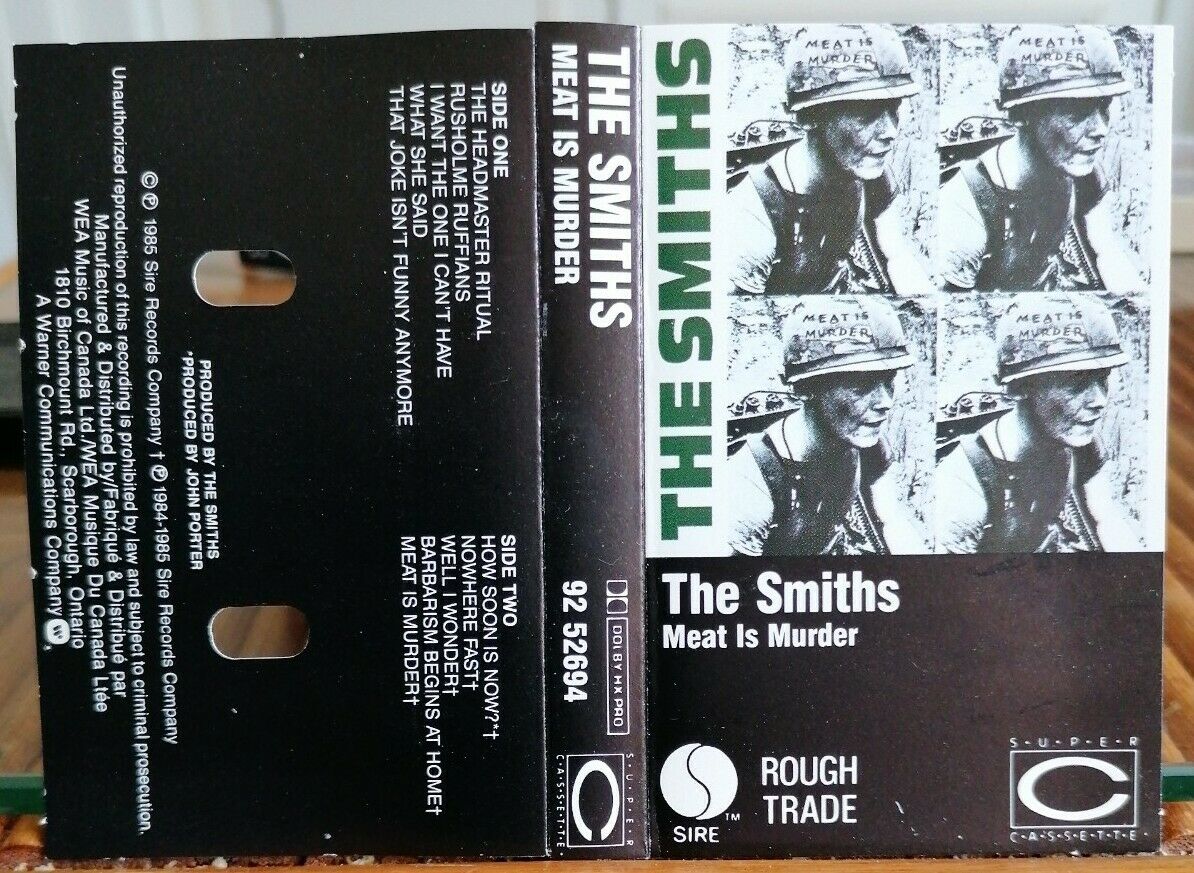 THE SMITHS
MEAT IS
MURDER
MEAT IS
MURDER
MEAT IS
MURDER
MEAT IS
MURDER
The Smiths
Meat Is Murder
SIRE
TM
ROUGH
TRADE
S·U·P·E·R
C
C·A·S·S·E·T·T·E
THE SMITHS
MEAT IS MURDER
92 52694
DOLBY HX PRO
S·U·P·E·R
C
C·A·S·S·E·T·T·E
SIDE ONE
THE HEADMASTER RITUAL
RUSHOLME RUFFIANS
I WANT THE ONE I CAN'T HAVE
WHAT SHE SAID
THAT JOKE ISN'T FUNNY ANYMORE
SIDE TWO
HOW SOON IS NOW?*†
NOWHERE FAST†
WELL I WONDER†
BARBARISM BEGINS AT HOME†
MEAT IS MURDER†
PRODUCED BY THE SMITHS
*PRODUCED BY JOHN PORTER
© ℗ 1985 Sire Records Company † ℗ 1984-1985 Sire Records Company
Unauthorized reproduction of this recording is prohibited by law and subject to criminal prosecution.
Manufactured & Distributed by/Fabriqué & Distribué par
WEA Music of Canada Ltd./WEA Musique Du Canada Ltée
1810 Birchmount Rd., Scarborough, Ontario
A Warner Communications Company.